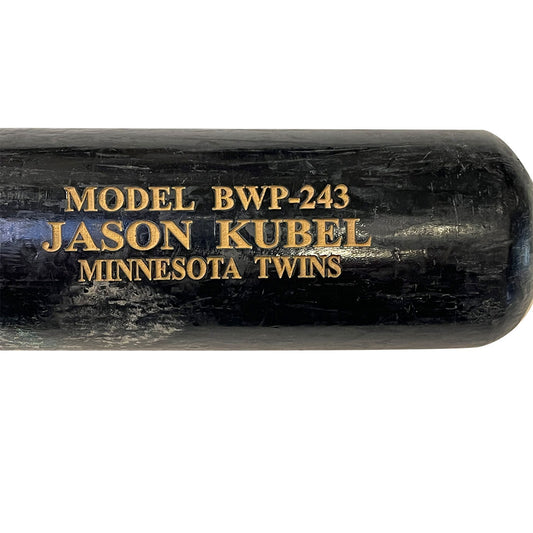 MODEL BWP-243
JASON KUBEL
MINNESOTA TWINS